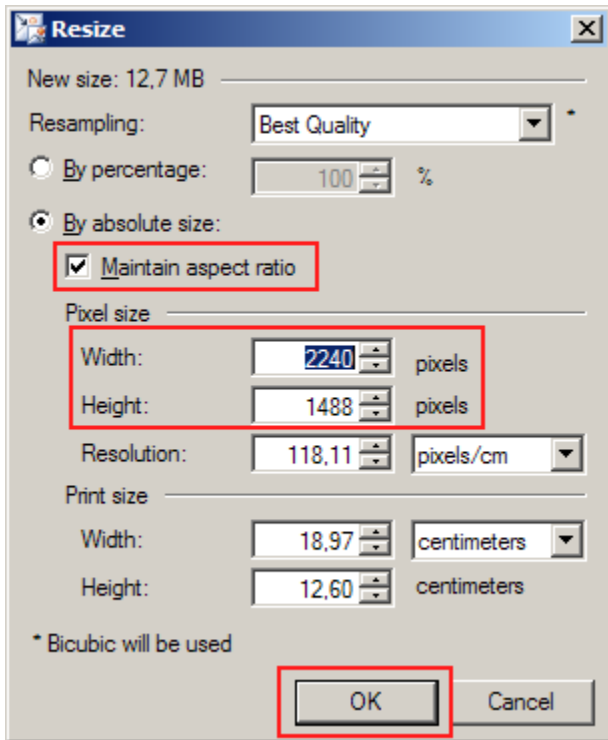 Resize
New size: 12,7 MB
Resampling: Best Quality *
By percentage: 100 %
By absolute size:
Maintain aspect ratio
Pixel size
Width: 2240 pixels
Height: 1488 pixels
Resolution: 118,11 pixels/cm
Print size
Width: 18,97 centimeters
Height: 12,60 centimeters
* Bicubic will be used
OK Cancel